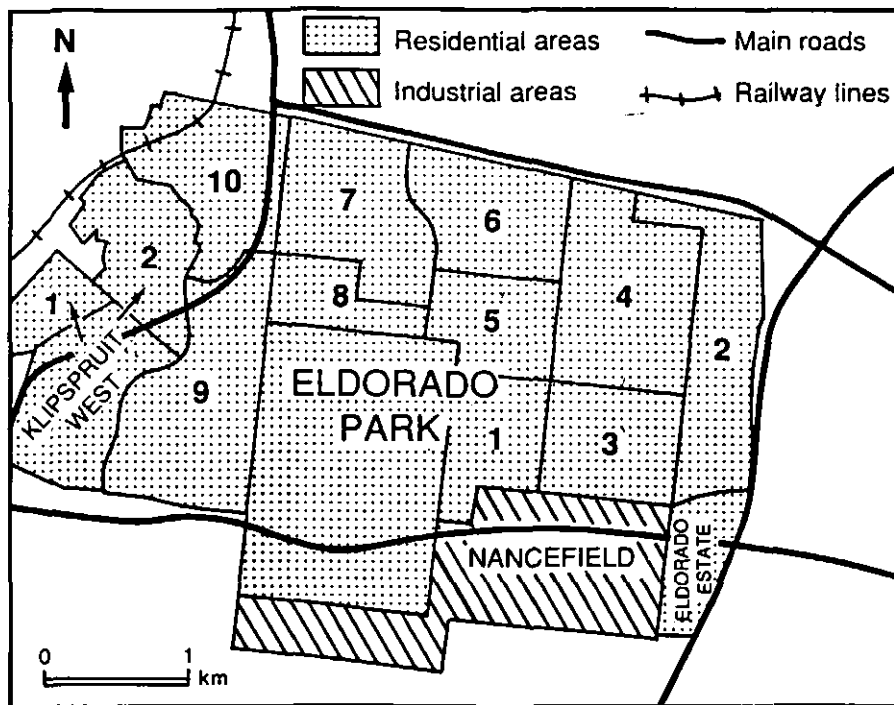 N
Residential areas
Main roads
Industrial areas
Railway lines
10
7
6
2
1
8
5
4
2
KLIPSPRUIT
WEST
9
ELDORADO
PARK
1
3
NANCEFIELD
ELDORADO
ESTATE
0 1
km